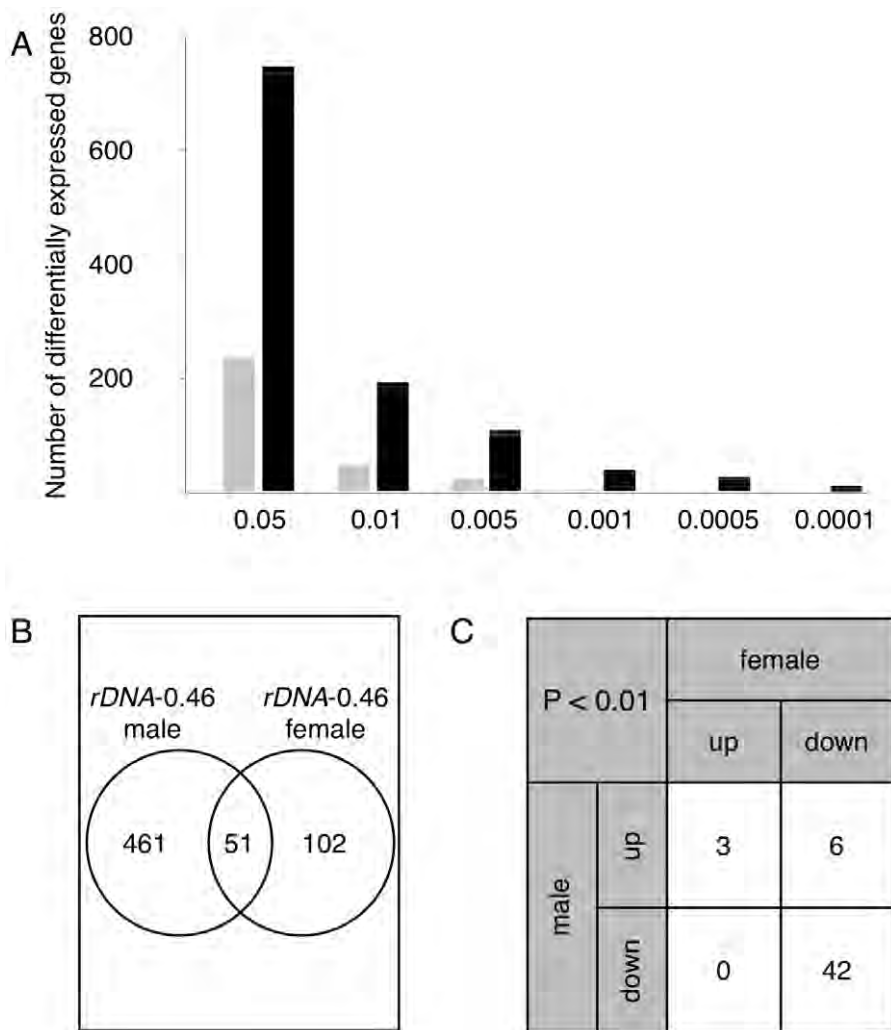 A
Number of differentially expressed genes
800
600
400
200
0.05 0.01 0.005 0.001 0.0005 0.0001
B
rDNA-0.46 male
rDNA-0.46 female
461 51 102
C
P < 0.01
female
up down
male
up
3 6
down
0 42